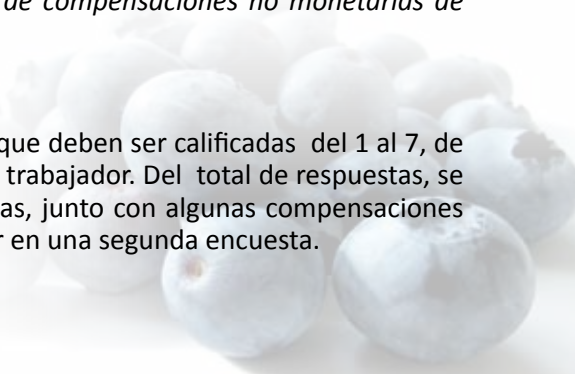 de compensaciones no monetarias de
que deben ser calificadas del 1 al 7, de
trabajador. Del total de respuestas, se
as, junto con algunas compensaciones
r en una segunda encuesta.